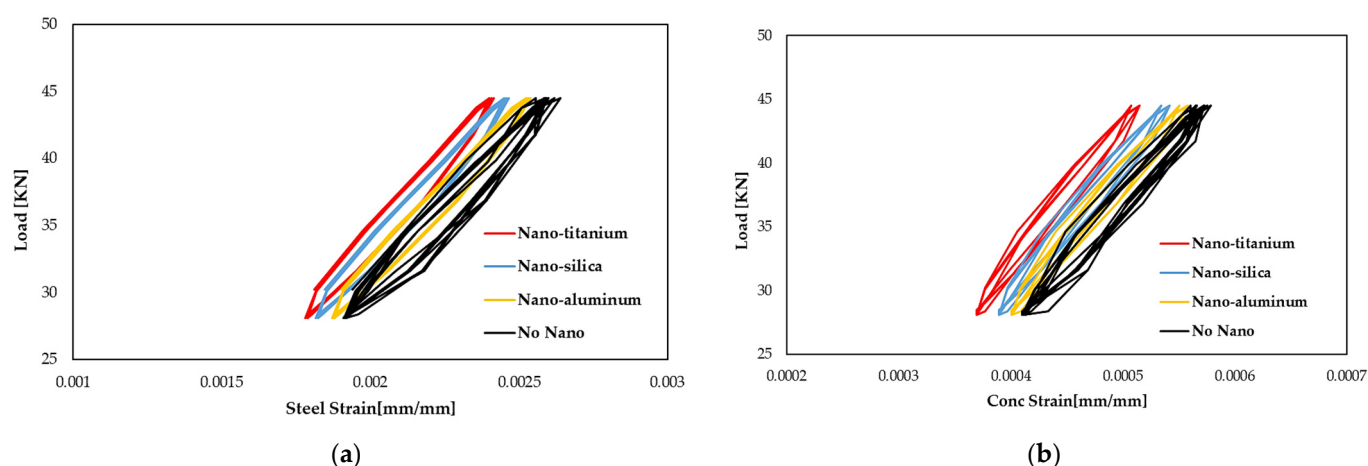 50
45
40
35
30
25
Load [KN]
0.001
0.0015
0.002
0.0025
0.003
Steel Strain[mm/mm]
Nano-titanium
Nano-silica
Nano-aluminum
No Nano
(a)
50
45
40
35
30
25
Load [KN]
0.0002
0.0003
0.0004
0.0005
0.0006
0.0007
Conc Strain[mm/mm]
Nano-titanium
Nano-silica
Nano-aluminum
No Nano
(b)